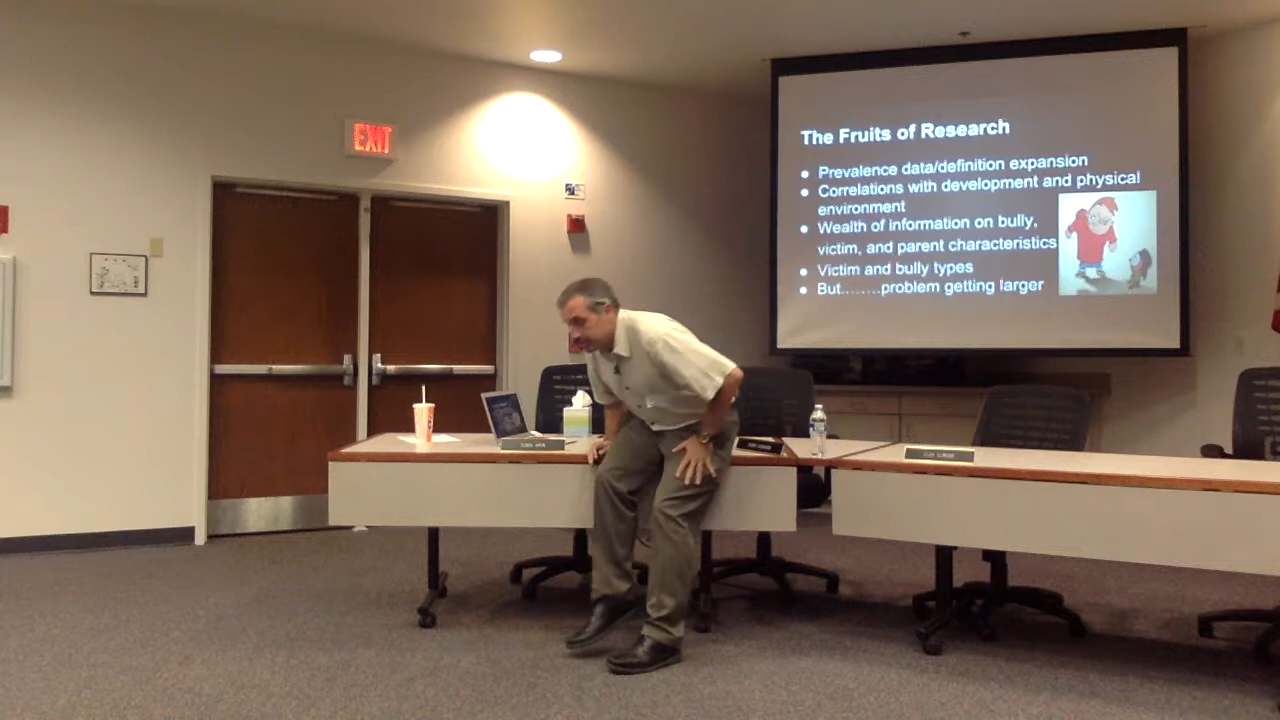 EXIT
The Fruits of Research
● Prevalence data/definition expansion
● Correlations with development and physical
environment
● Wealth of information on bully,
victim, and parent characteristics
● Victim and bully types
● But........problem getting larger